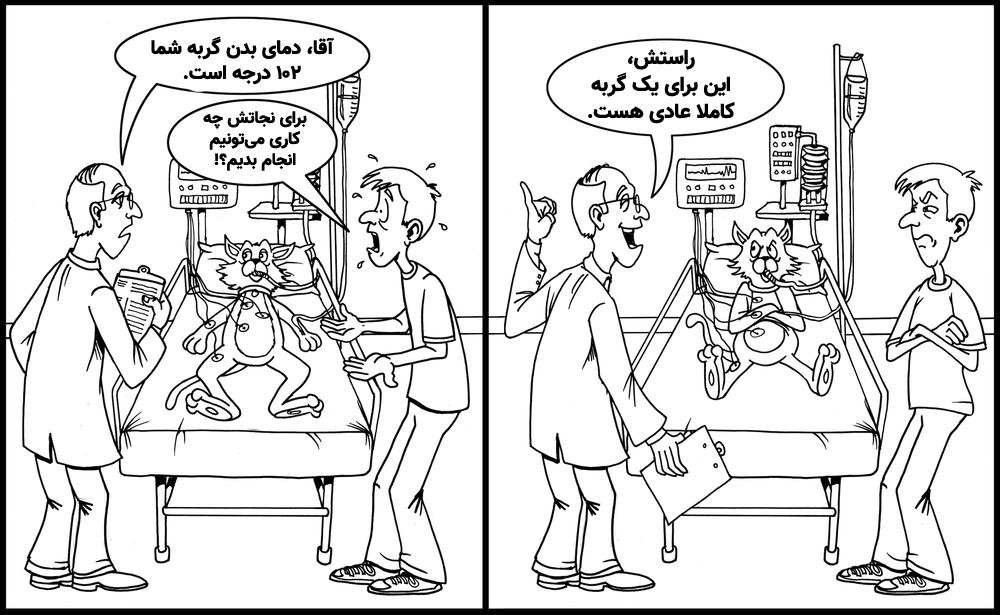 آقا، دمای بدن گربه شما
۱۰۲ درجه است.
برای نجاتش چه
کاری می‌تونیم
انجام بدیم؟!
راستش،
این برای یک گربه
کاملا عادی هست.